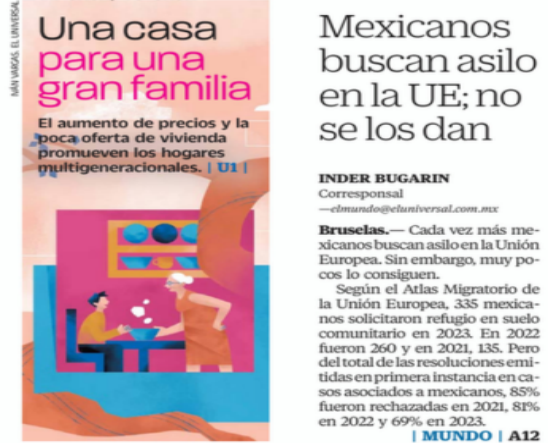 IVÁN VARGAS. EL UNIVERSAL
Una casa
para una
gran familia
El aumento de precios y la
poca oferta de vivienda
promueven los hogares
multigeneracionales. | U1 |
Mexicanos
buscan asilo
en la UE; no
se los dan
INDER BUGARIN
Corresponsal
—elmundo@eluniversal.com.mx
Bruselas.— Cada vez más me-
xicanos buscan asilo en la Unión
Europea. Sin embargo, muy po-
cos lo consiguen.
Según el Atlas Migratorio de
la Unión Europea, 335 mexica-
nos solicitaron refugio en suelo
comunitario en 2023. En 2022
fueron 260 y en 2021, 135. Pero
del total de las resoluciones emi-
tidas en primera instancia en ca-
sos asociados a mexicanos, 85%
fueron rechazadas en 2021, 81%
en 2022 y 69% en 2023.
| MUNDO | A12